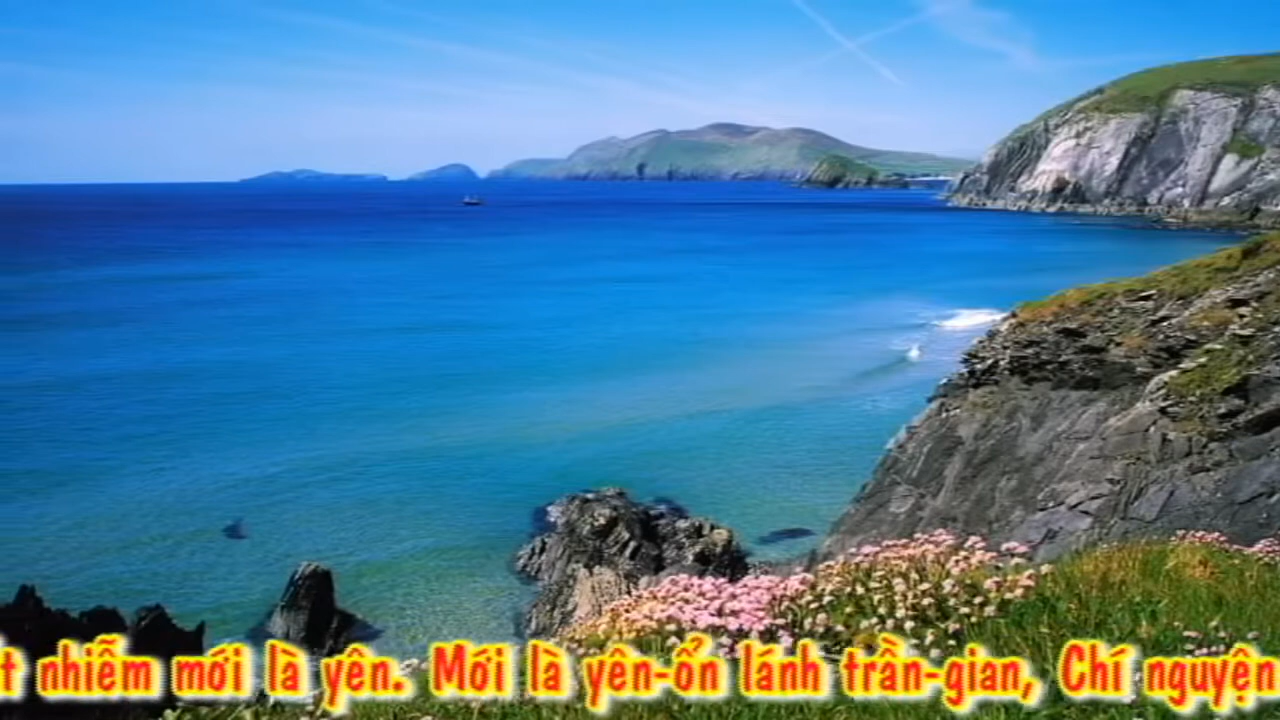 nhiễm mới là yên. Mới là yên-ổn lánh trần-gian, Chí nguyện